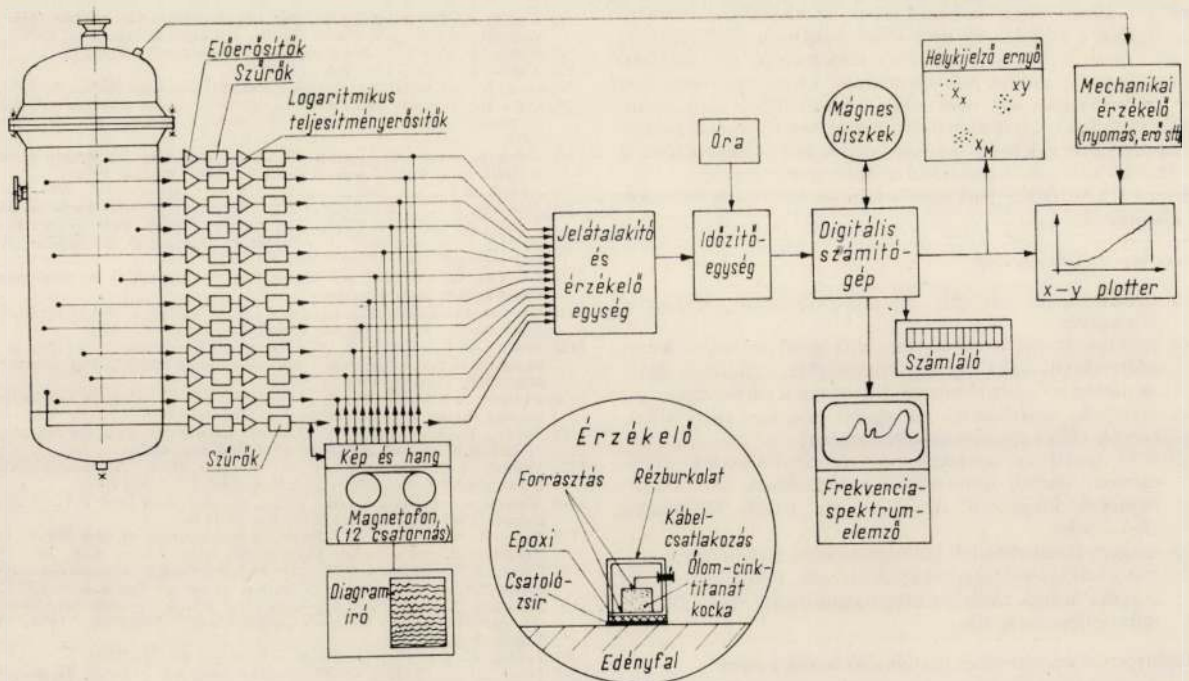 Előerősítők
Szűrők
Logaritmikus
teljesítményerősítők
Szűrők
Kép és hang
Magnetofon
(12 csatornás)
Diagram-
író
Jelátalakító
és
érzékelő
egység
Óra
Időzítő-
egység
Mágnes
diszkek
Digitális
számító-
gép
Helykijelző ernyő
xx
xy
xM
Mechanikai
érzékelő
(nyomás, erő stb)
x-y plotter
Számláló
Frekvencia-
spektrum-
elemző
Érzékelő
Forrasztás
Rézburkolat
Kábel-
csatlakozás
Epoxi
Ólom-cink-
titanát
kocka
Csatoló-
zsír
Edényfal